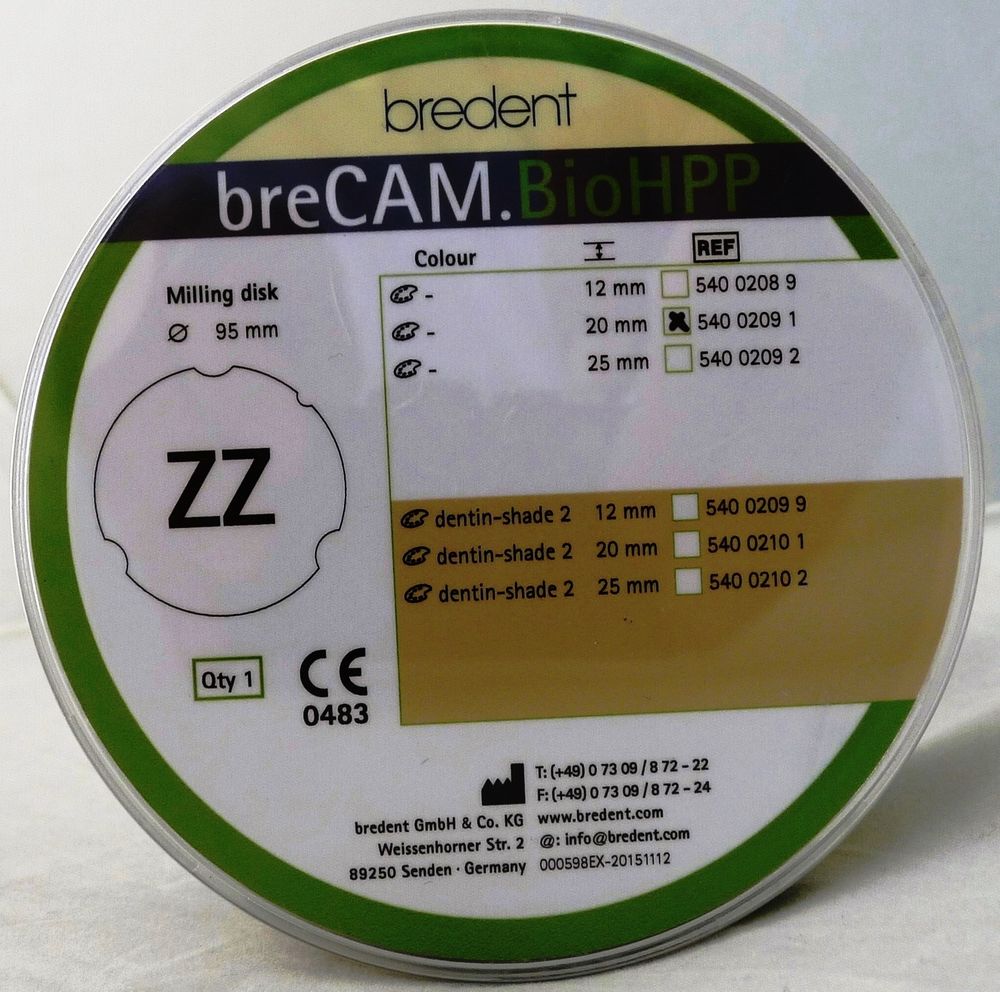 bredent
breCAM.BioHPP
Colour REF
Milling disk
Ø 95 mm
- 12 mm 540 0208 9
- 20 mm 540 0209 1
- 25 mm 540 0209 2
ZZ
dentin-shade 2 12 mm 540 0209 9
dentin-shade 2 20 mm 540 0210 1
dentin-shade 2 25 mm 540 0210 2
Qty 1
CE
0483
T: (+49) 0 73 09 / 8 72 - 22
F: (+49) 0 73 09 / 8 72 - 24
bredent GmbH & Co. KG www.bredent.com
Weissenhorner Str. 2 @: info@bredent.com
89250 Senden · Germany 000598EX-20151112